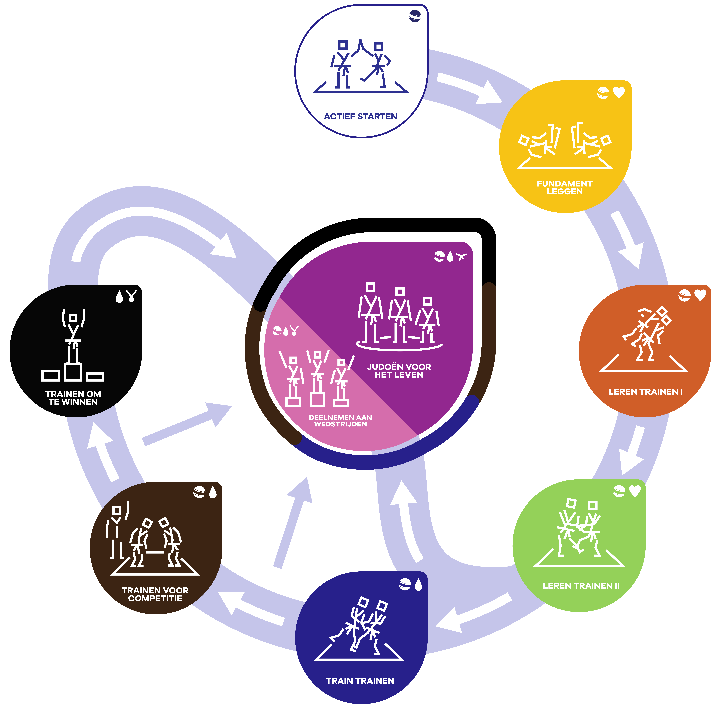 ACTIEF STARTEN
FUNDAMENT
LEGGEN
LEREN TRAINEN I
LEREN TRAINEN II
TRAIN TRAINEN
TRAINEN VOOR
COMPETITIE
TRAINEN OM
TE WINNEN
JUDOËN VOOR
HET LEVEN
DEELNEMEN AAN
WEDSTRIJDEN